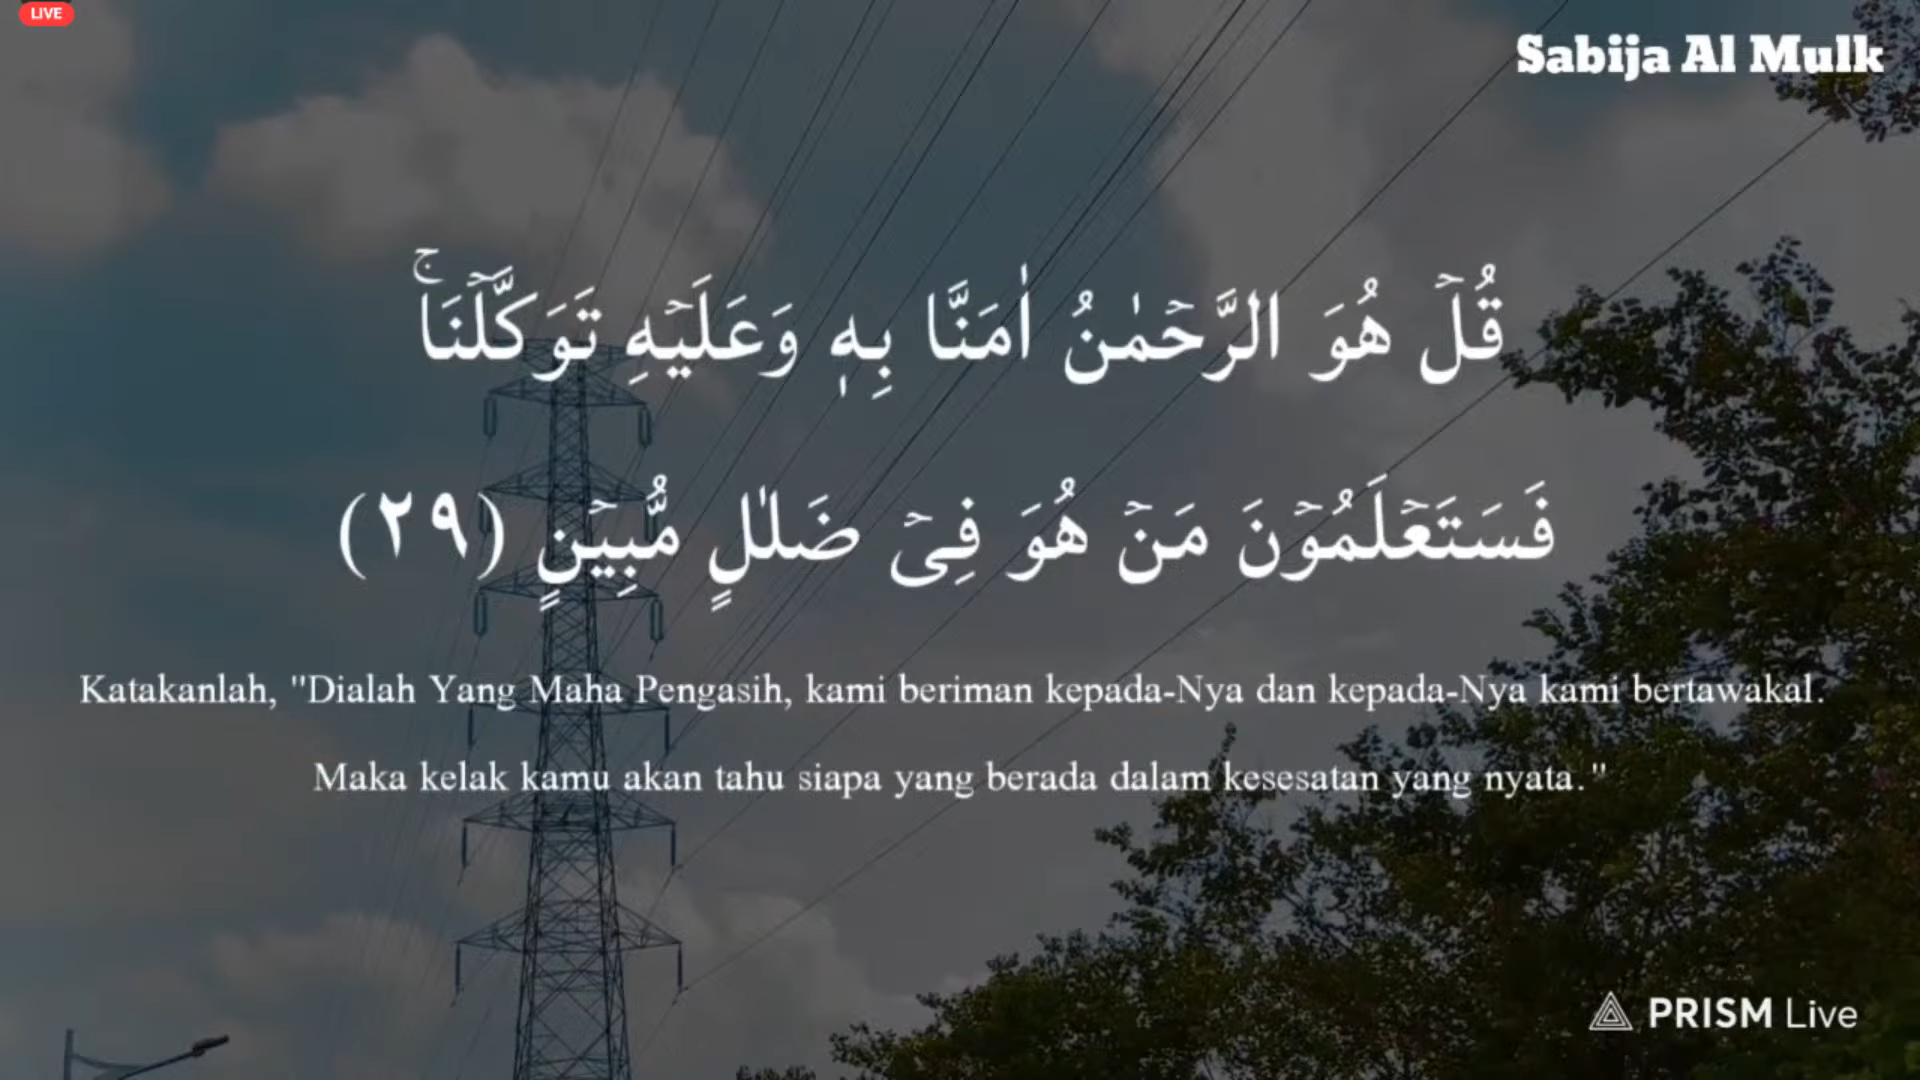 LIVE
Sabija Al Mulk
قُلۡ هُوَ الرَّحۡمٰنُ اٰمَنَّا بِهٖ وَعَلَيۡهِ تَوَكَّلۡنَا‌ۚ
فَسَتَعۡلَمُوۡنَ مَنۡ هُوَ فِىۡ ضَلٰلٍ مُّبِيۡنٍ (٢٩)
Katakanlah, "Dialah Yang Maha Pengasih, kami beriman kepada-Nya dan kepada-Nya kami bertawakal.
Maka kelak kamu akan tahu siapa yang berada dalam kesesatan yang nyata."
PRISM Live